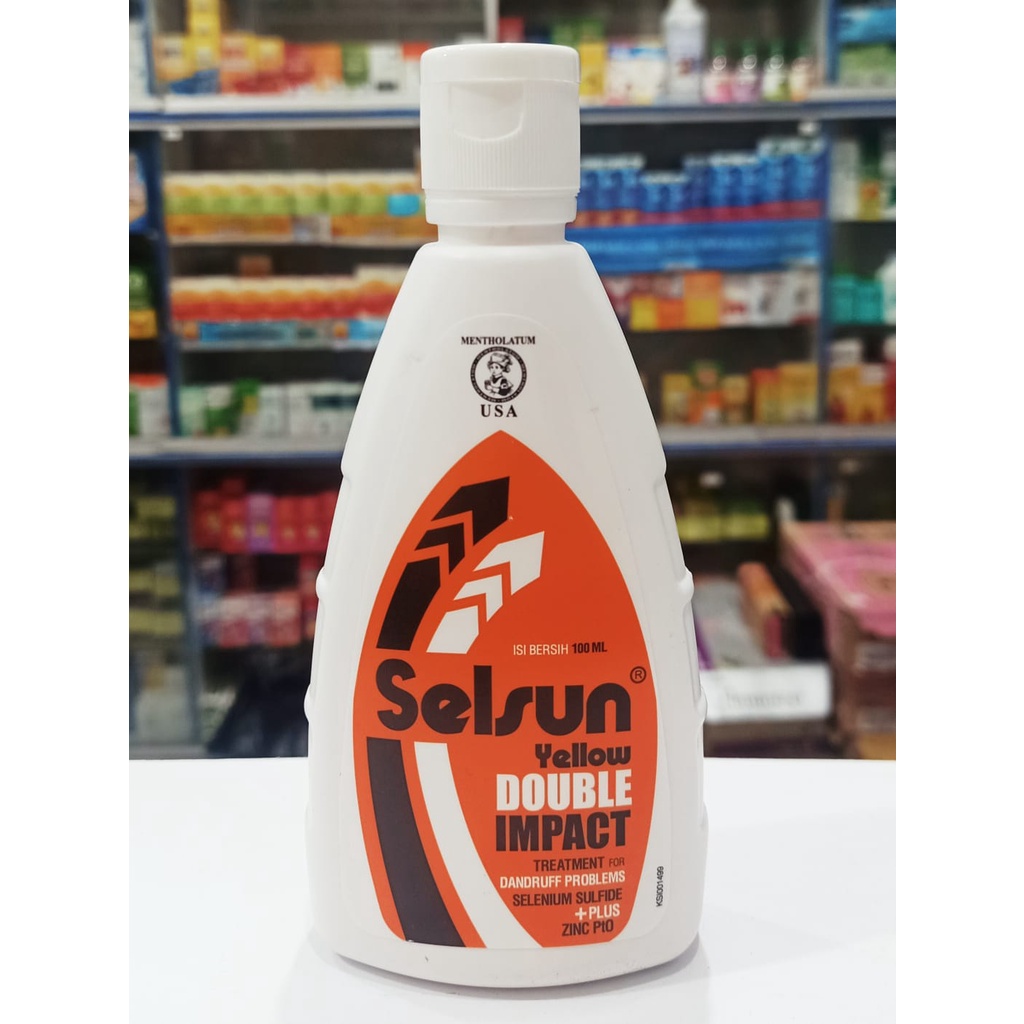 MENTHOLATUM
USA
ISI BERSIH 100 ML
Selsun®
Yellow
DOUBLE
IMPACT
TREATMENT FOR
DANDRUFF PROBLEMS
SELENIUM SULFIDE
+PLUS
ZINC PtO
KSI001499